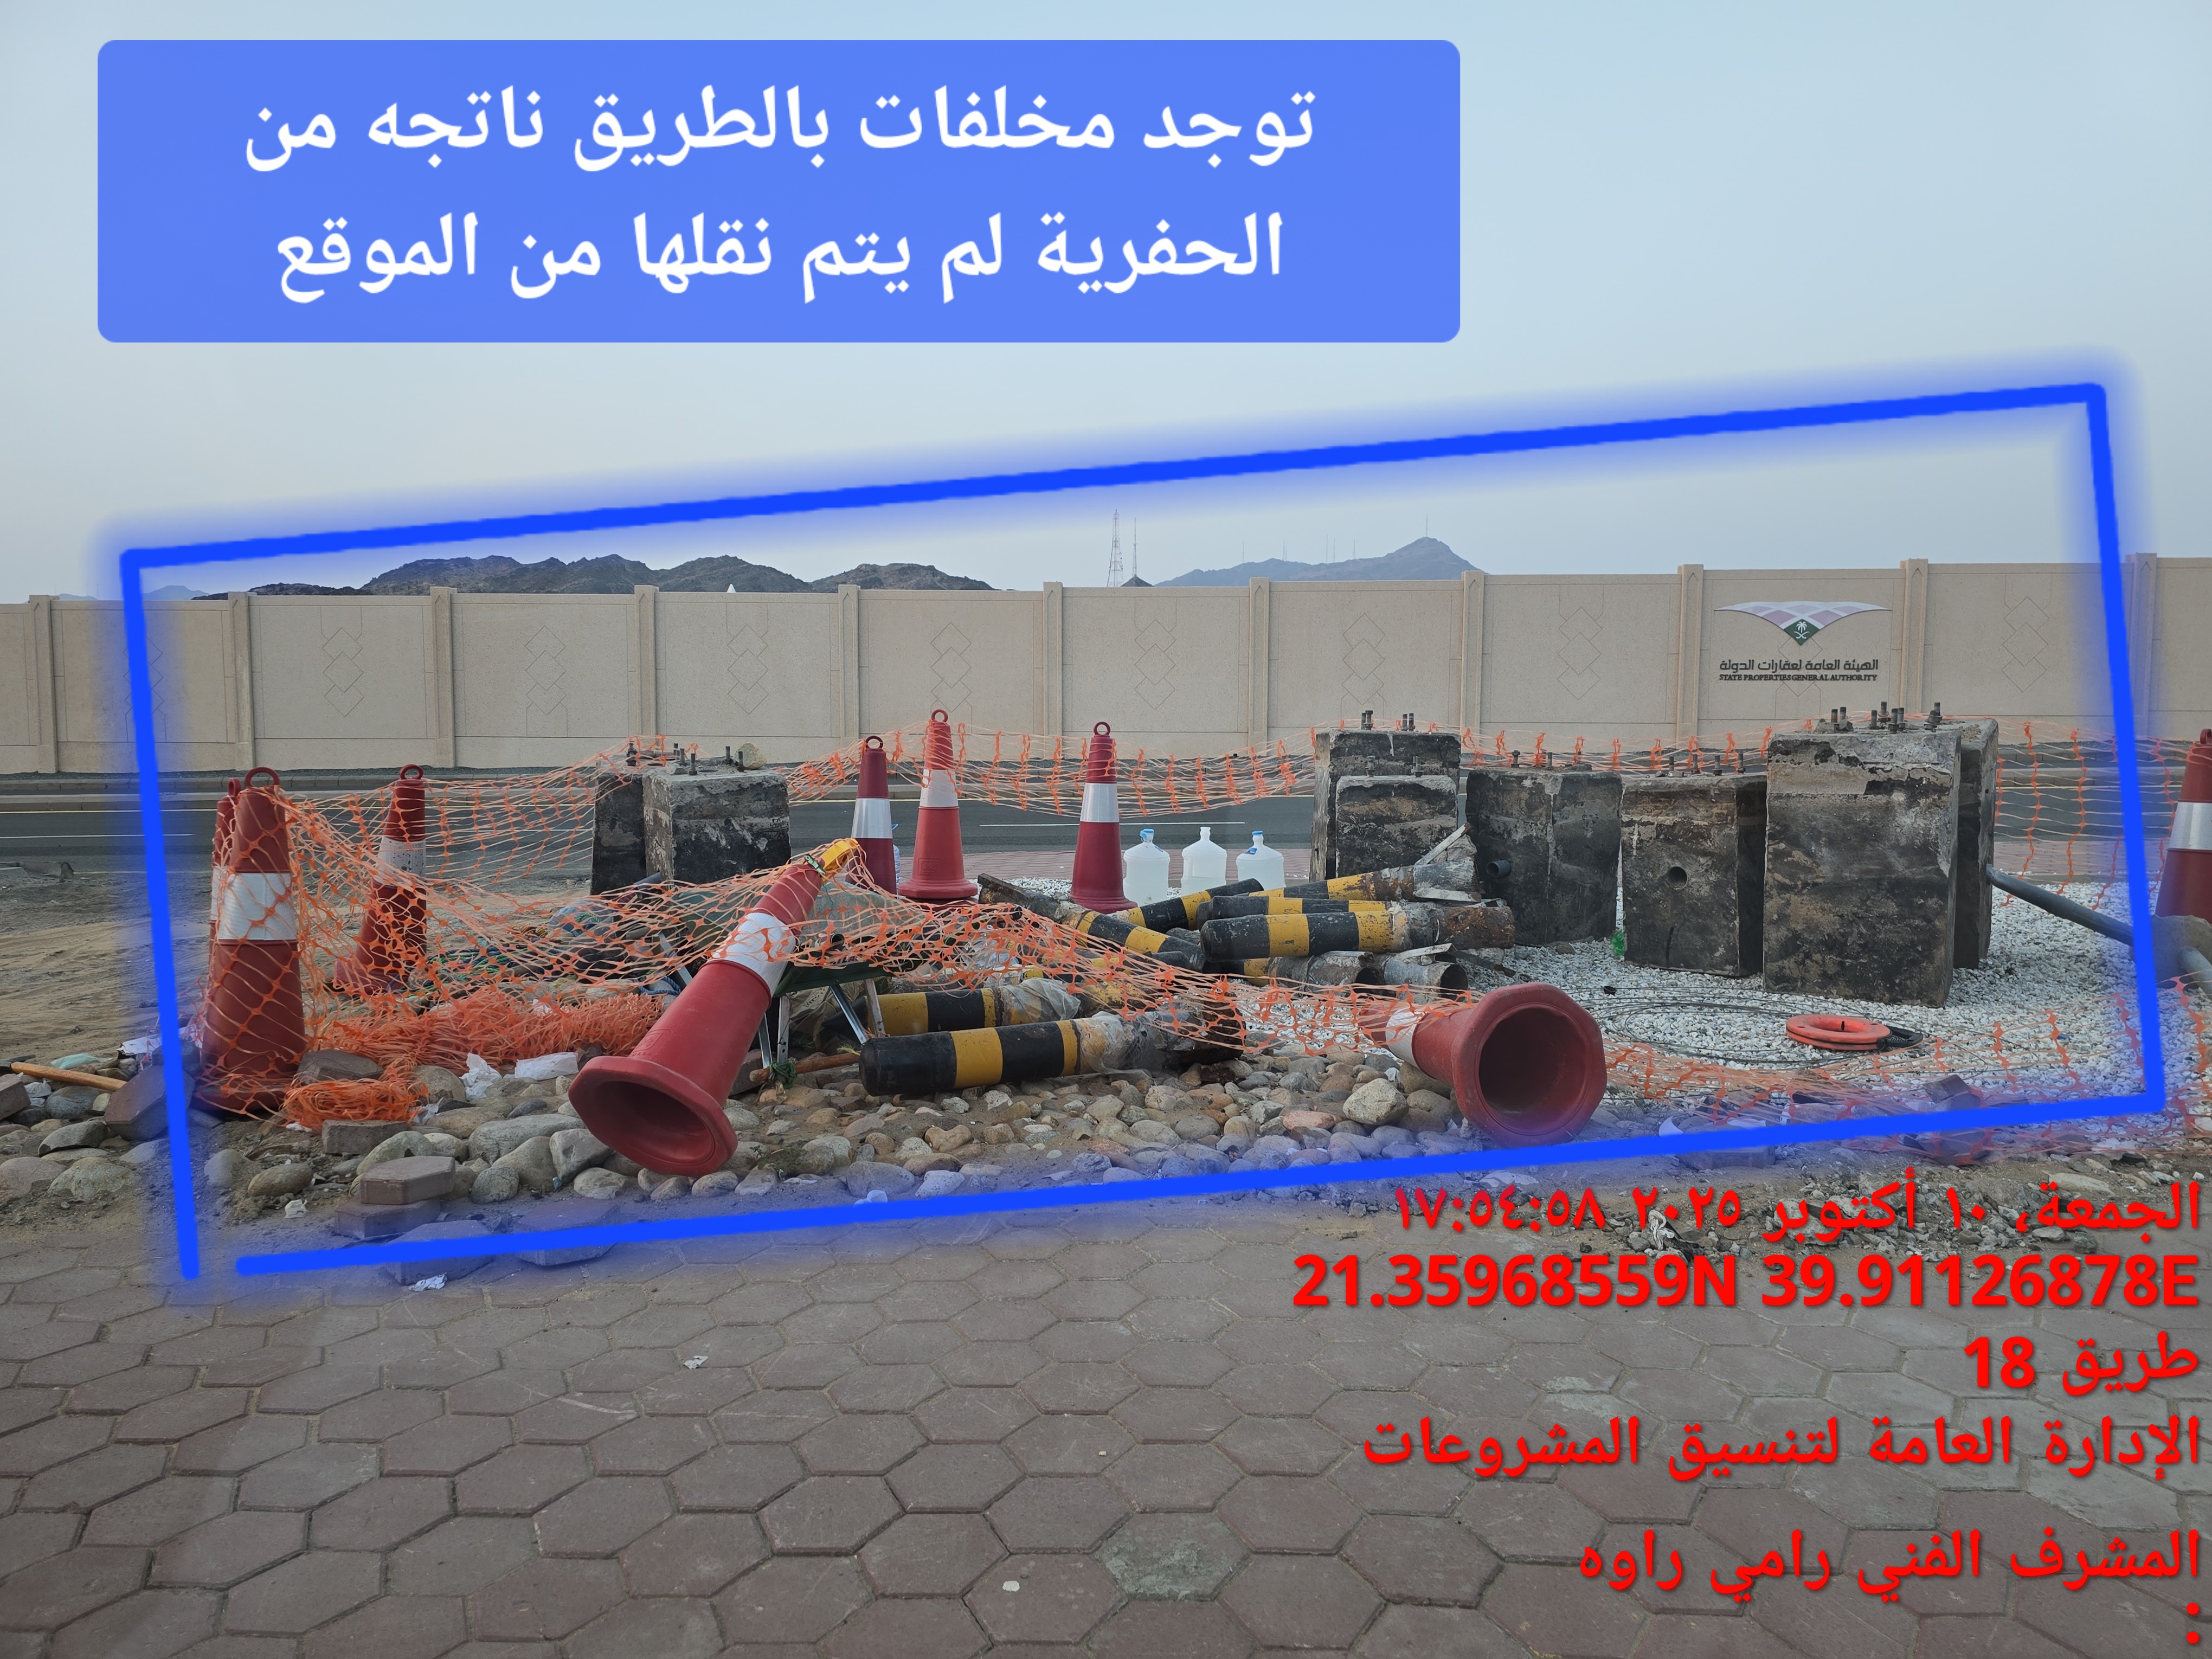 توجد مخلفات بالطريق ناتجه من
الحفرية لم يتم نقلها من الموقع
الهيئة العامة لعقارات الدولة
STATE PROPERTIES GENERAL AUTHORITY
الجمعة، ١٠ أكتوبر ٢٠٢٥ ١٧:٥٤:٥٨
21.35968559N 39.91126878E
طريق 18
الإدارة العامة لتنسيق المشروعات
المشرف الفني رامي راوه
: